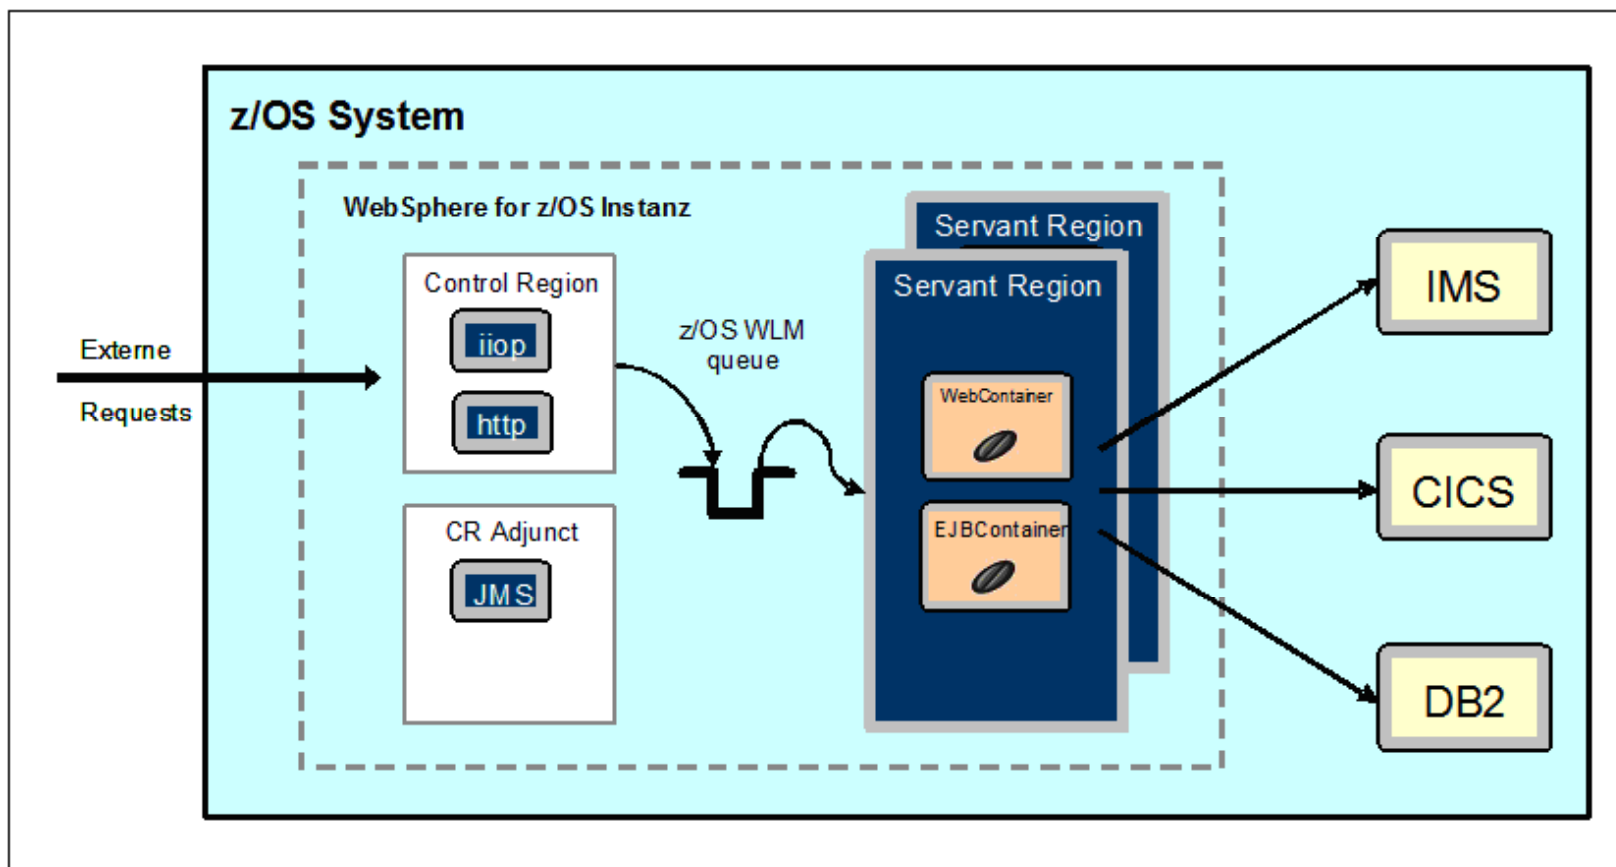 z/OS System
WebSphere for z/OS Instanz
Externe
Requests
Control Region
iiop
http
CR Adjunct
JMS
z/OS WLM
queue
Servant Region
Servant Region
WebContainer
EJBContainer
IMS
CICS
DB2